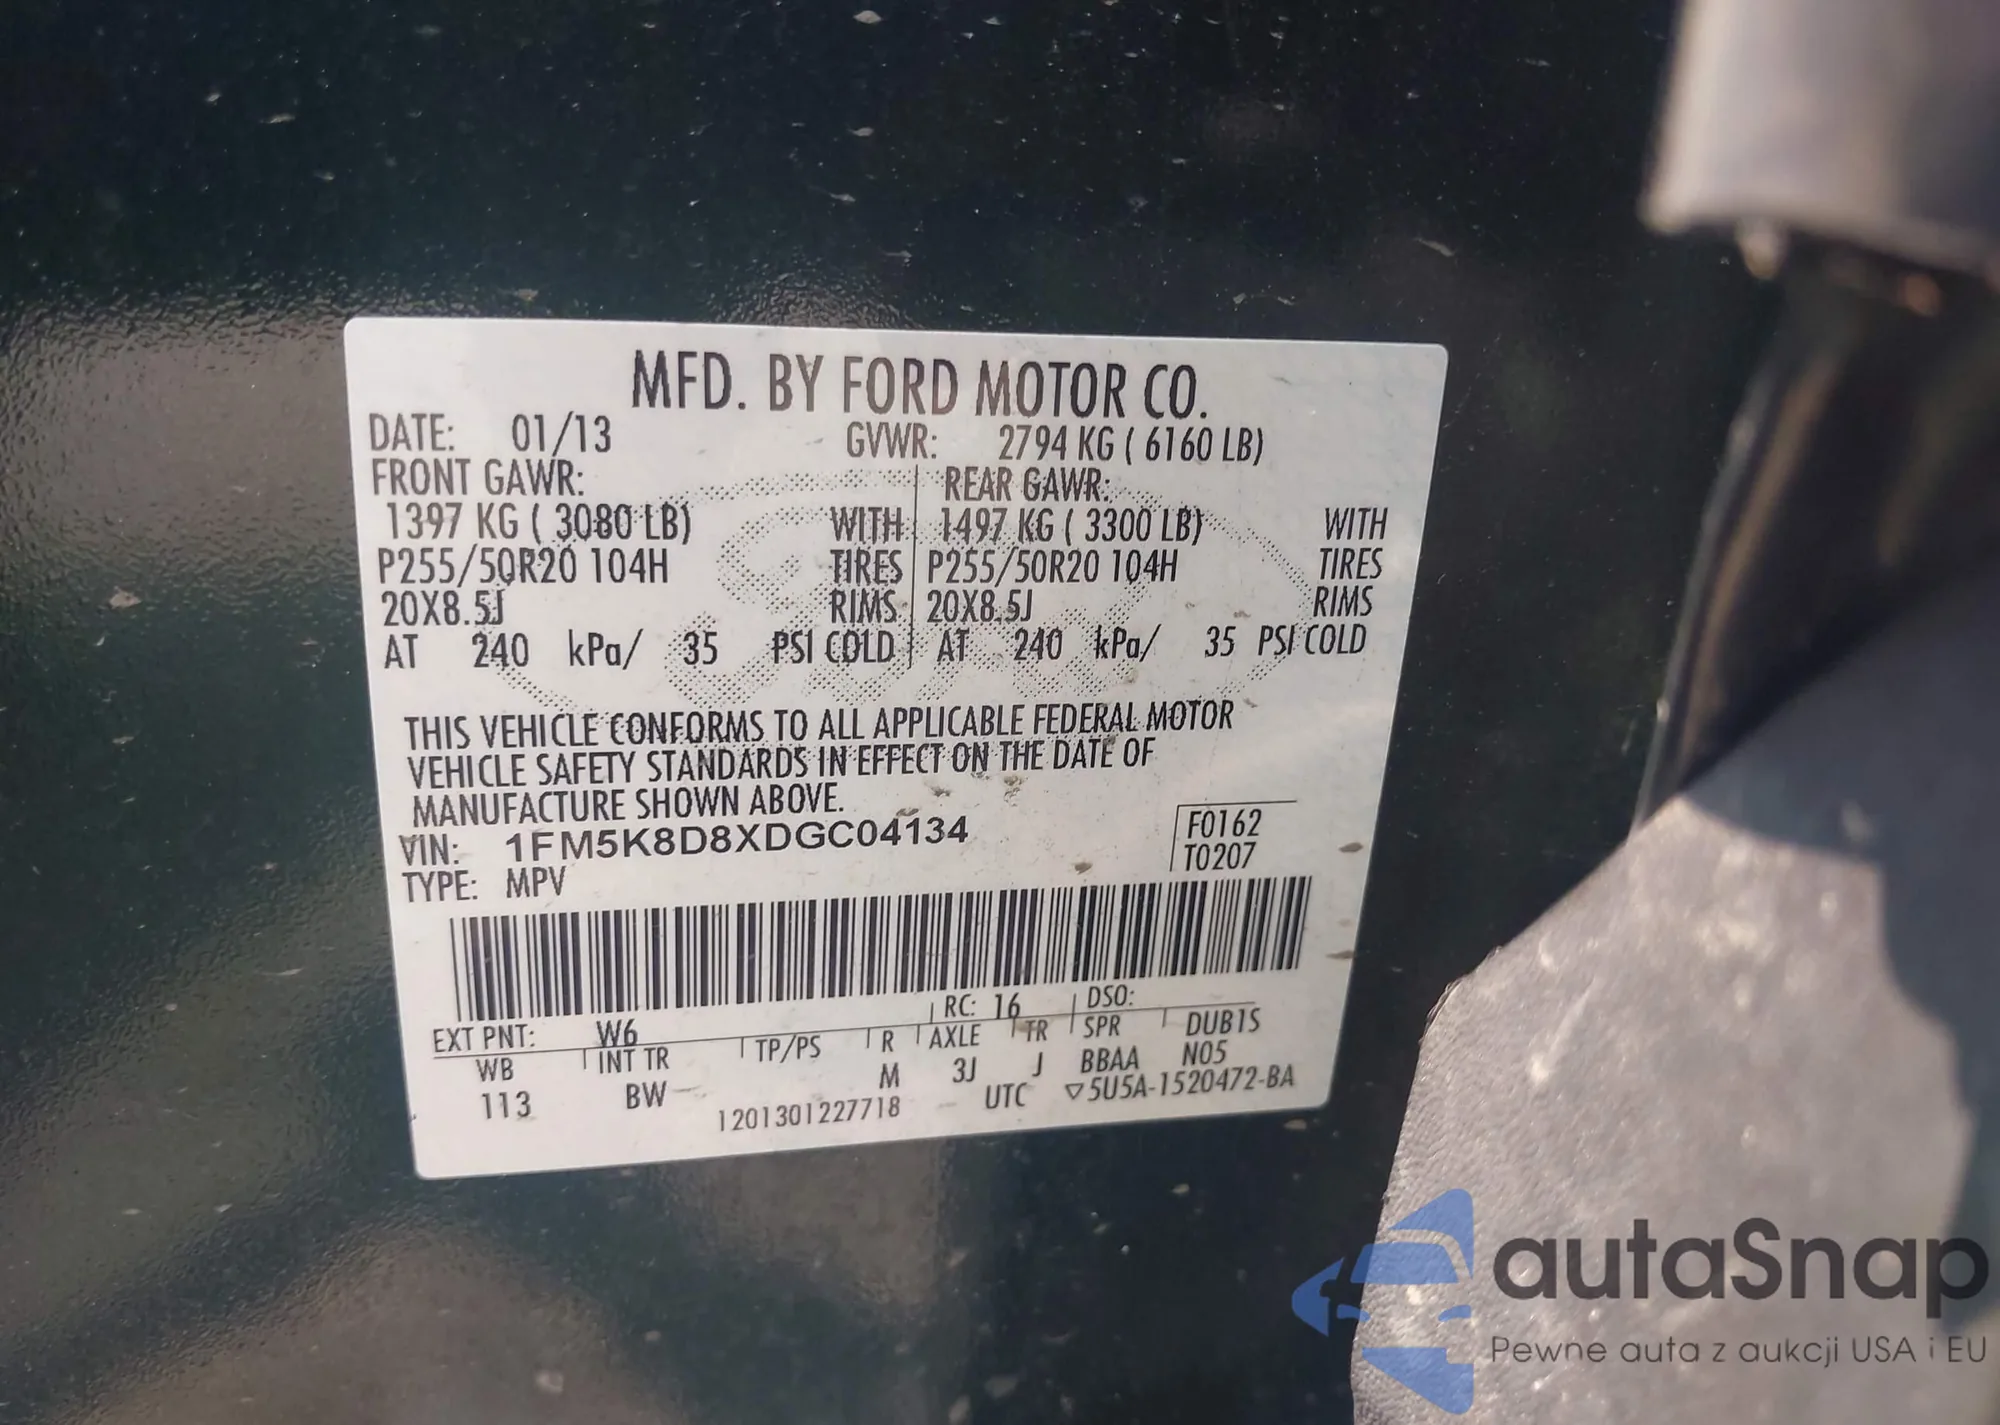 MFD. BY FORD MOTOR CO.
DATE: 01/13 GVWR: 2794 KG ( 6160 LB)
FRONT GAWR: REAR GAWR:
1397 KG ( 3080 LB) WITH 1497 KG ( 3300 LB) WITH
P255/50R20 104H TIRES P255/50R20 104H TIRES
20X8.5J RIMS 20X8.5J RIMS
AT 240 kPa/ 35 PSI COLD AT 240 kPa/ 35 PSI COLD
THIS VEHICLE CONFORMS TO ALL APPLICABLE FEDERAL MOTOR
VEHICLE SAFETY STANDARDS IN EFFECT ON THE DATE OF
MANUFACTURE SHOWN ABOVE.
VIN: 1FM5K8D8XDGC04134 F0162
TYPE: MPV T0207
EXT PNT: W6 RC: 16 DSO:
WB INT TR TP/PS R AXLE TR SPR DUB1S
113 BW M 3J J BBAA N05
1201301227718 UTC ▽5U5A-1520472-BA
autaSnap
Pewne auta z aukcji USA i EU